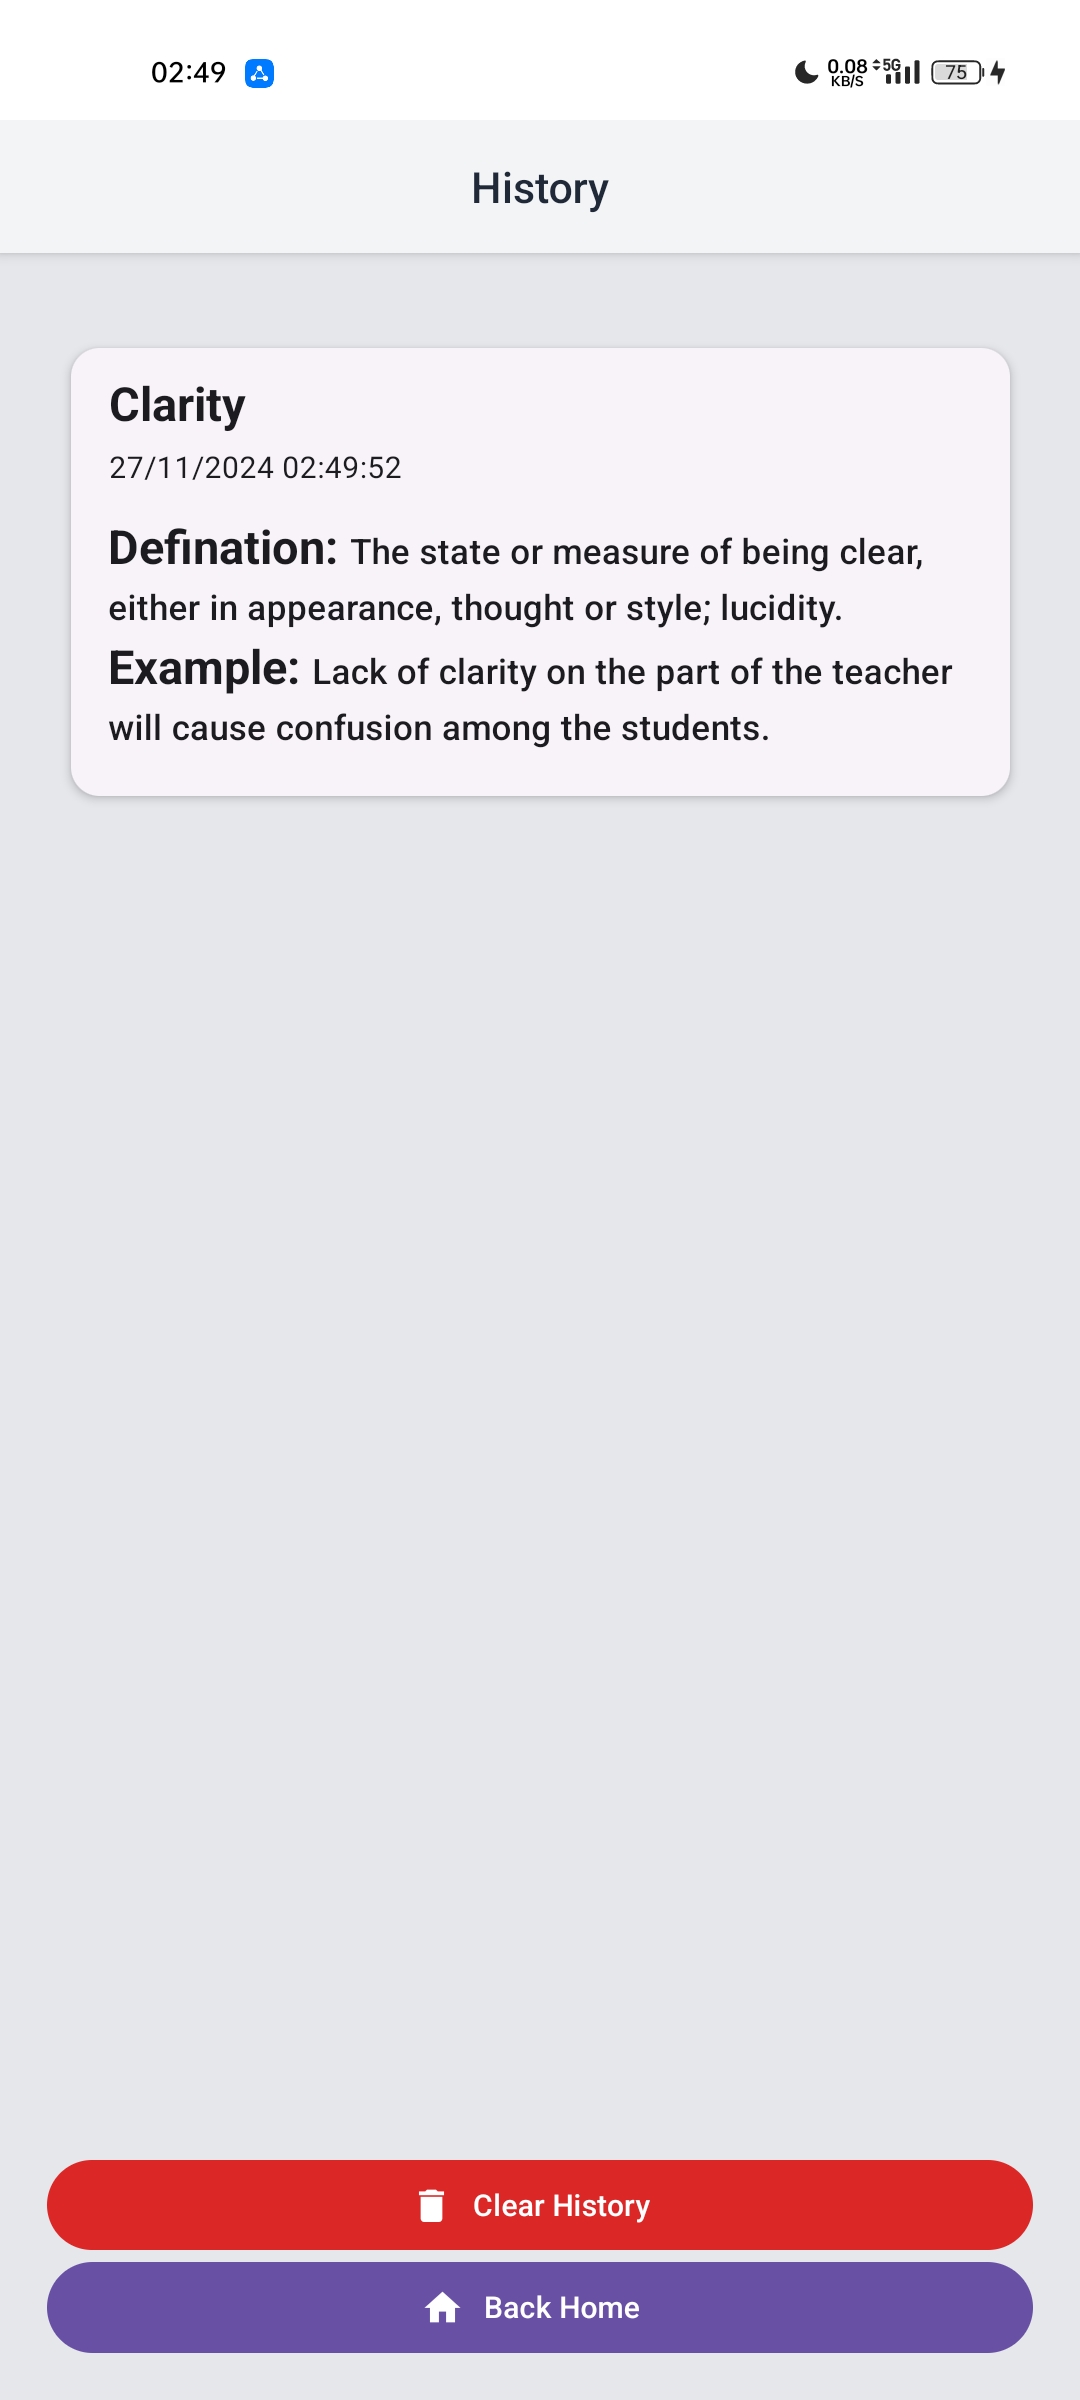 02:49
0.08 KB/S 5G 75
History
Clarity
27/11/2024 02:49:52
Defination: The state or measure of being clear,
either in appearance, thought or style; lucidity.
Example: Lack of clarity on the part of the teacher
will cause confusion among the students.
Clear History
Back Home